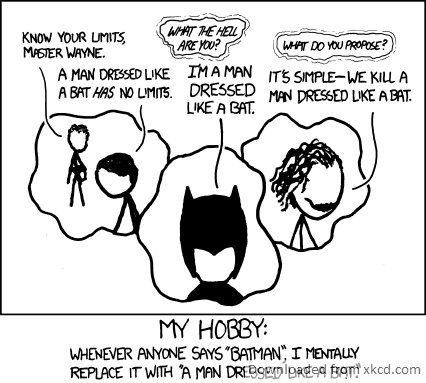 KNOW YOUR LIMITS,
MASTER WAYNE.
A MAN DRESSED LIKE
A BAT HAS NO LIMITS.
WHAT THE HELL
ARE YOU?
I'M A MAN
DRESSED
LIKE A BAT.
WHAT DO YOU PROPOSE?
IT'S SIMPLE—WE KILL A
MAN DRESSED LIKE A BAT.
MY HOBBY:
WHENEVER ANYONE SAYS "BATMAN", I MENTALLY
REPLACE IT WITH "A MAN DRESSED LIKE A BAT."
Downloaded from xkcd.com